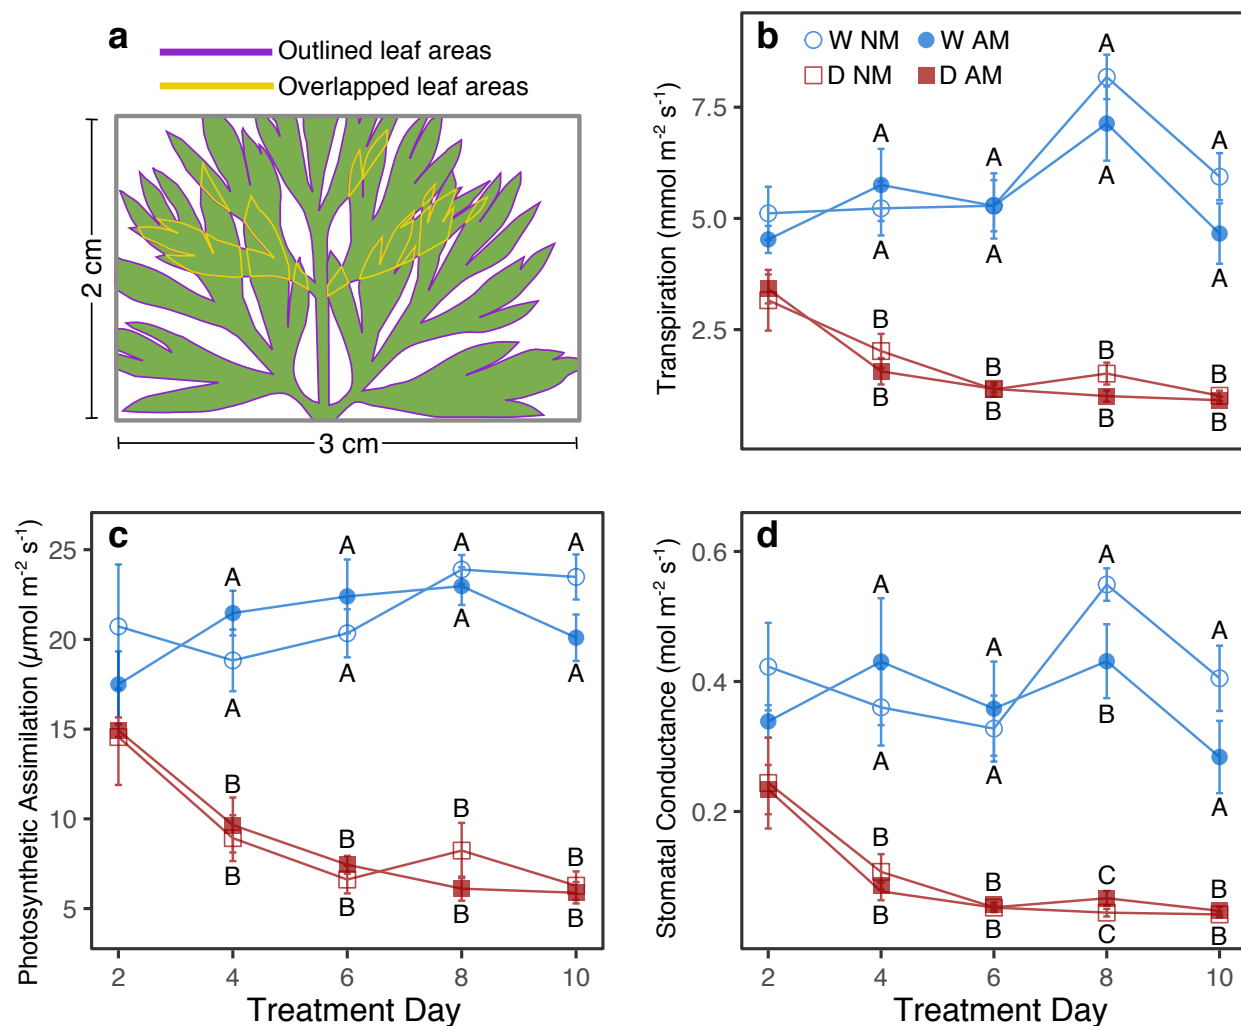 a
Outlined leaf areas
Overlapped leaf areas
2 cm
3 cm
b
W NM W AM
D NM D AM
Transpiration (mmol m-2 s-1)
7.5
5.0
2.5
A
A
A
A
A
A
A
A
B
B
B
B
B
B
B
B
c
Photosynthetic Assimilation (µmol m-2 s-1)
25
20
15
10
5
A
A
A
A
A
A
A
A
B
B
B
B
B
B
B
B
2 4 6 8 10
Treatment Day
d
Stomatal Conductance (mol m-2 s-1)
0.6
0.4
0.2
A
A
A
A
A
B
A
A
B
B
B
B
C
C
B
B
2 4 6 8 10
Treatment Day